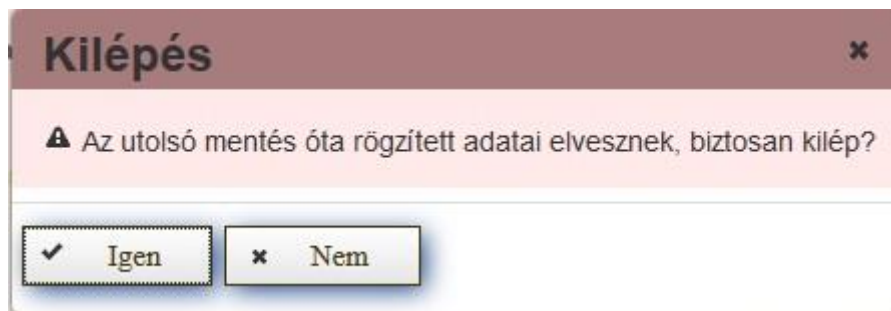 Kilépés
Az utolsó mentés óta rögzített adatai elvesznek, biztosan kilép?
Igen
Nem